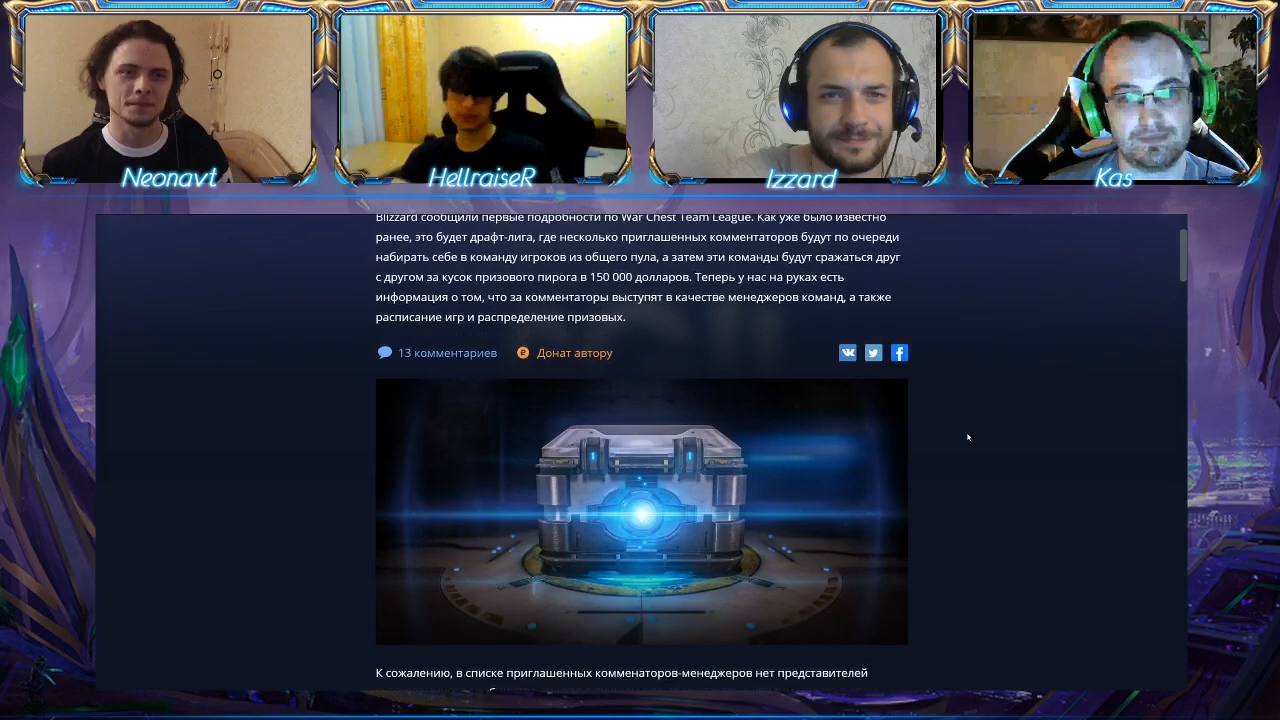 Neonavt
HellraiseR
Izzard
Kas
Blizzard сообщили первые подробности по War Chest Team League. Как уже было известно
ранее, это будет драфт-лига, где несколько приглашенных комментаторов будут по очереди
набирать себе в команду игроков из общего пула, а затем эти команды будут сражаться друг
с другом за кусок призового пирога в 150 000 долларов. Теперь у нас на руках есть
информация о том, что за комментаторы выступят в качестве менеджеров команд, а также
расписание игр и распределение призовых.
13 комментариев
Донат автору
К сожалению, в списке приглашенных комменаторов-менеджеров нет представителей